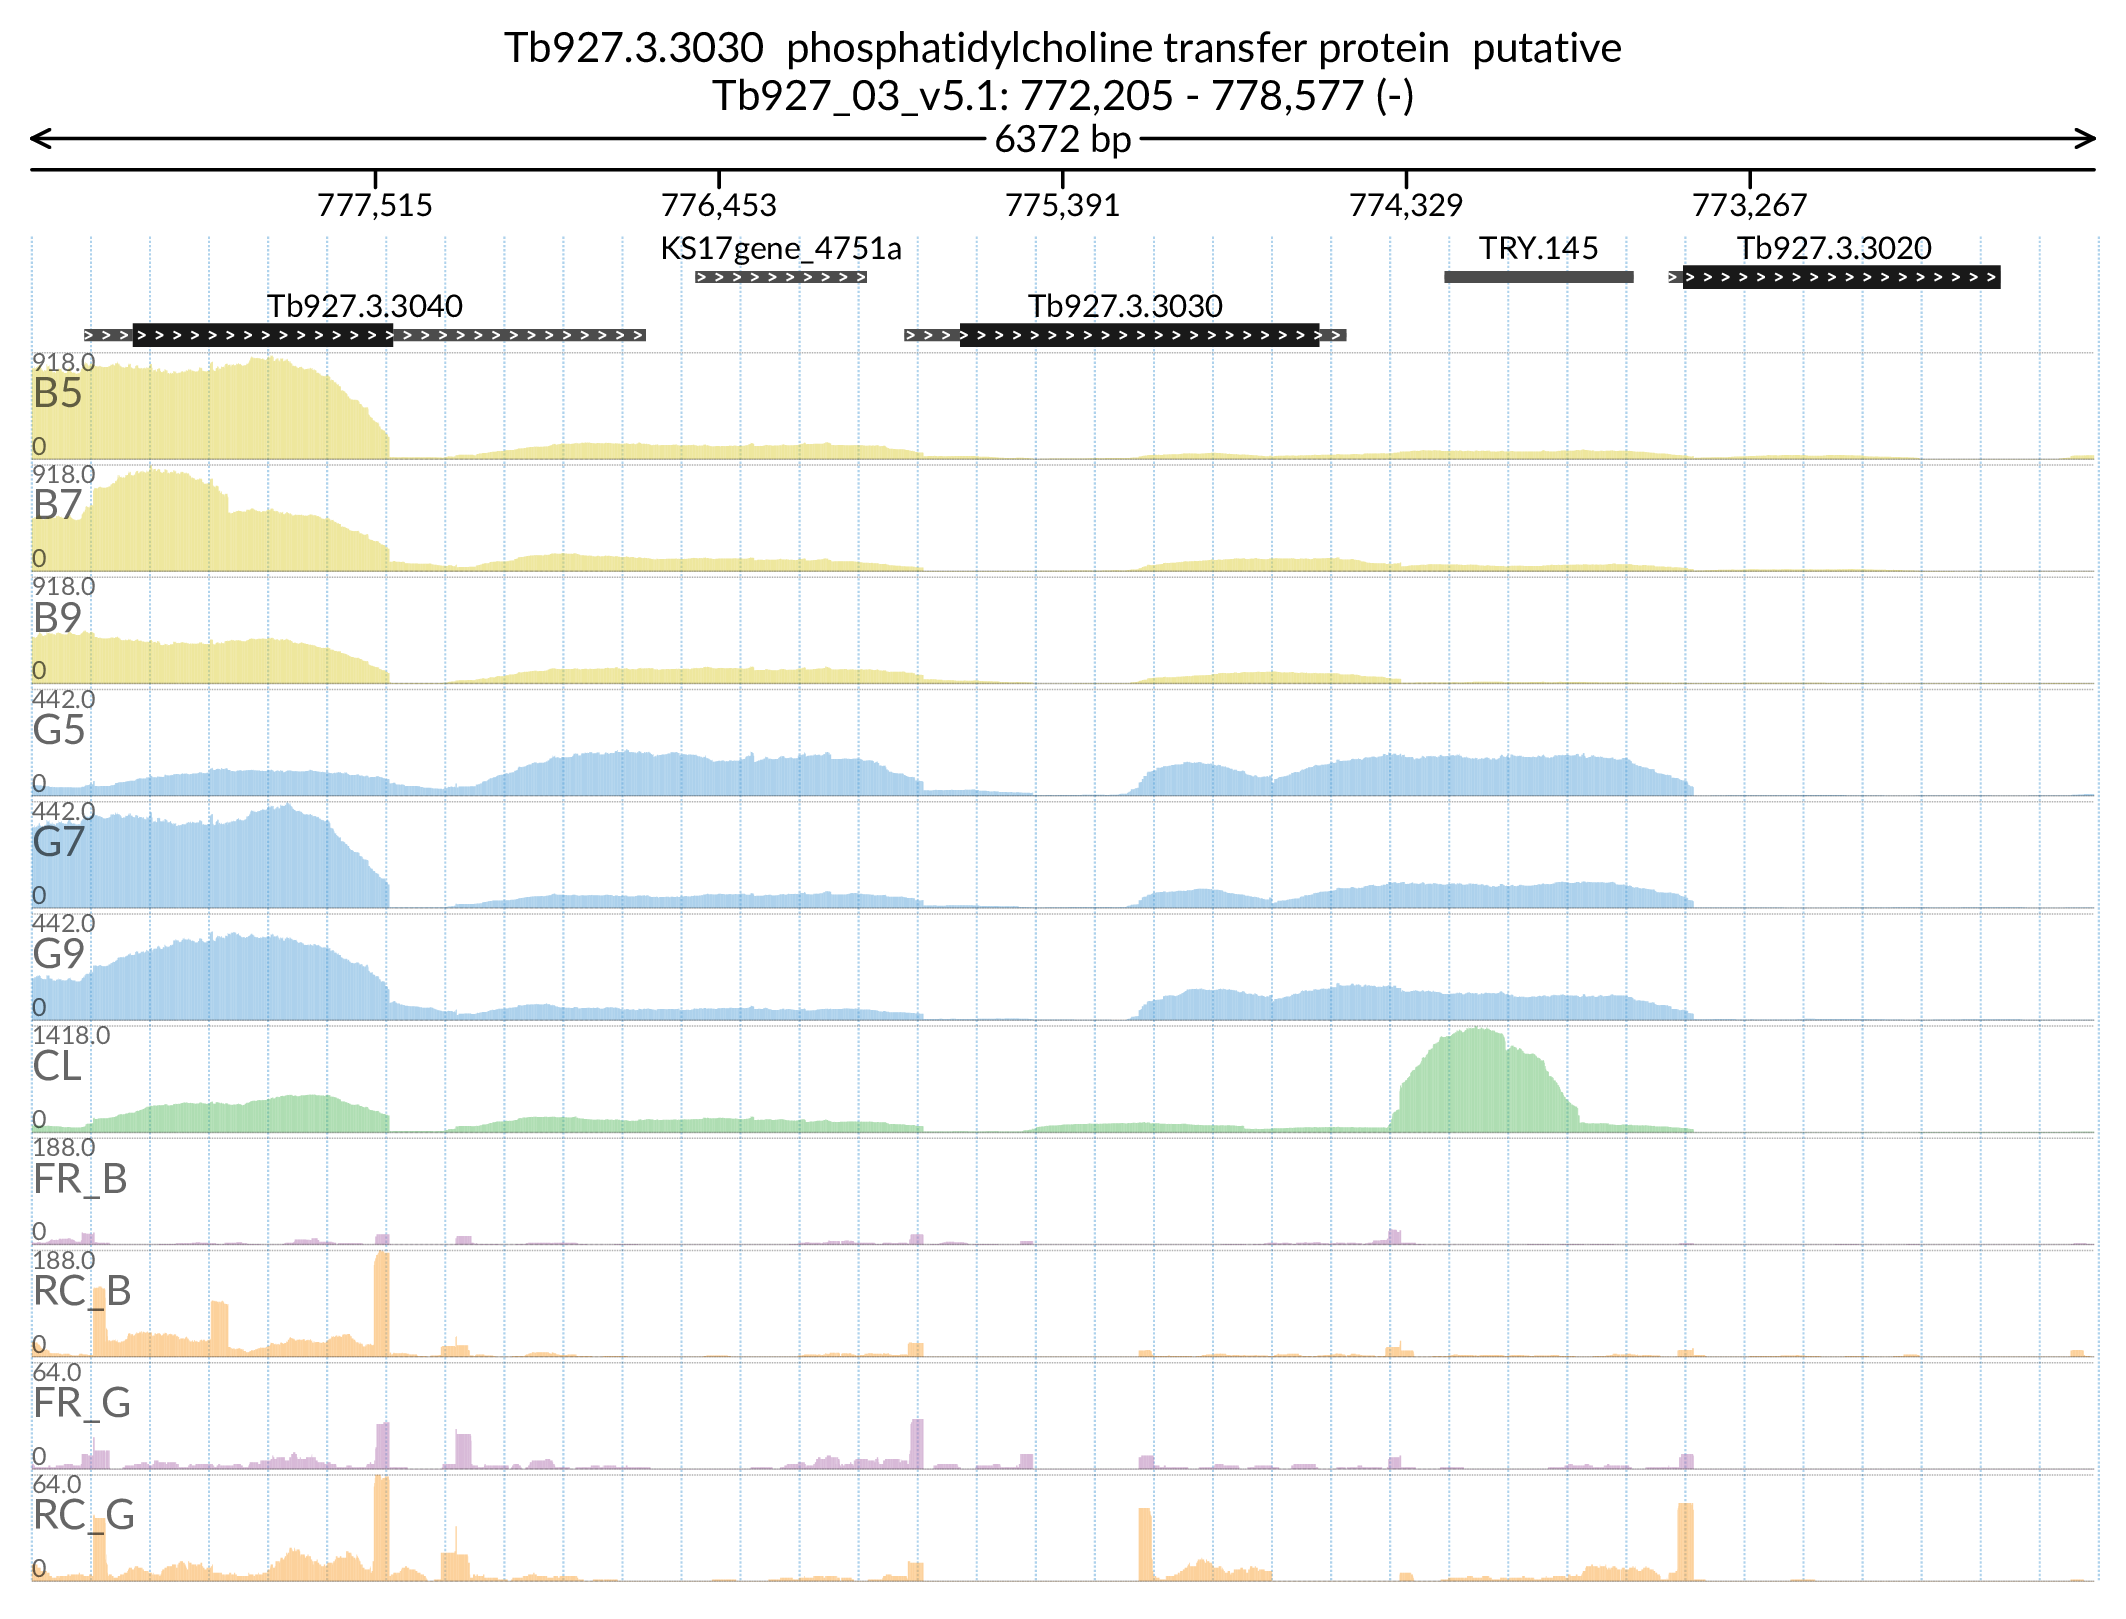 Tb927.3.3030  phosphatidylcholine transfer protein  putative
Tb927_03_v5.1: 772,205 - 778,577 (-)
6372 bp
777,515 776,453 775,391 774,329 773,267
KS17gene_4751a TRY.145 Tb927.3.3020
Tb927.3.3040 Tb927.3.3030
918.0
B5
0
918.0
B7
0
918.0
B9
0
442.0
G5
0
442.0
G7
0
442.0
G9
0
1418.0
CL
0
188.0
FR_B
0
188.0
RC_B
0
64.0
FR_G
0
64.0
RC_G
0